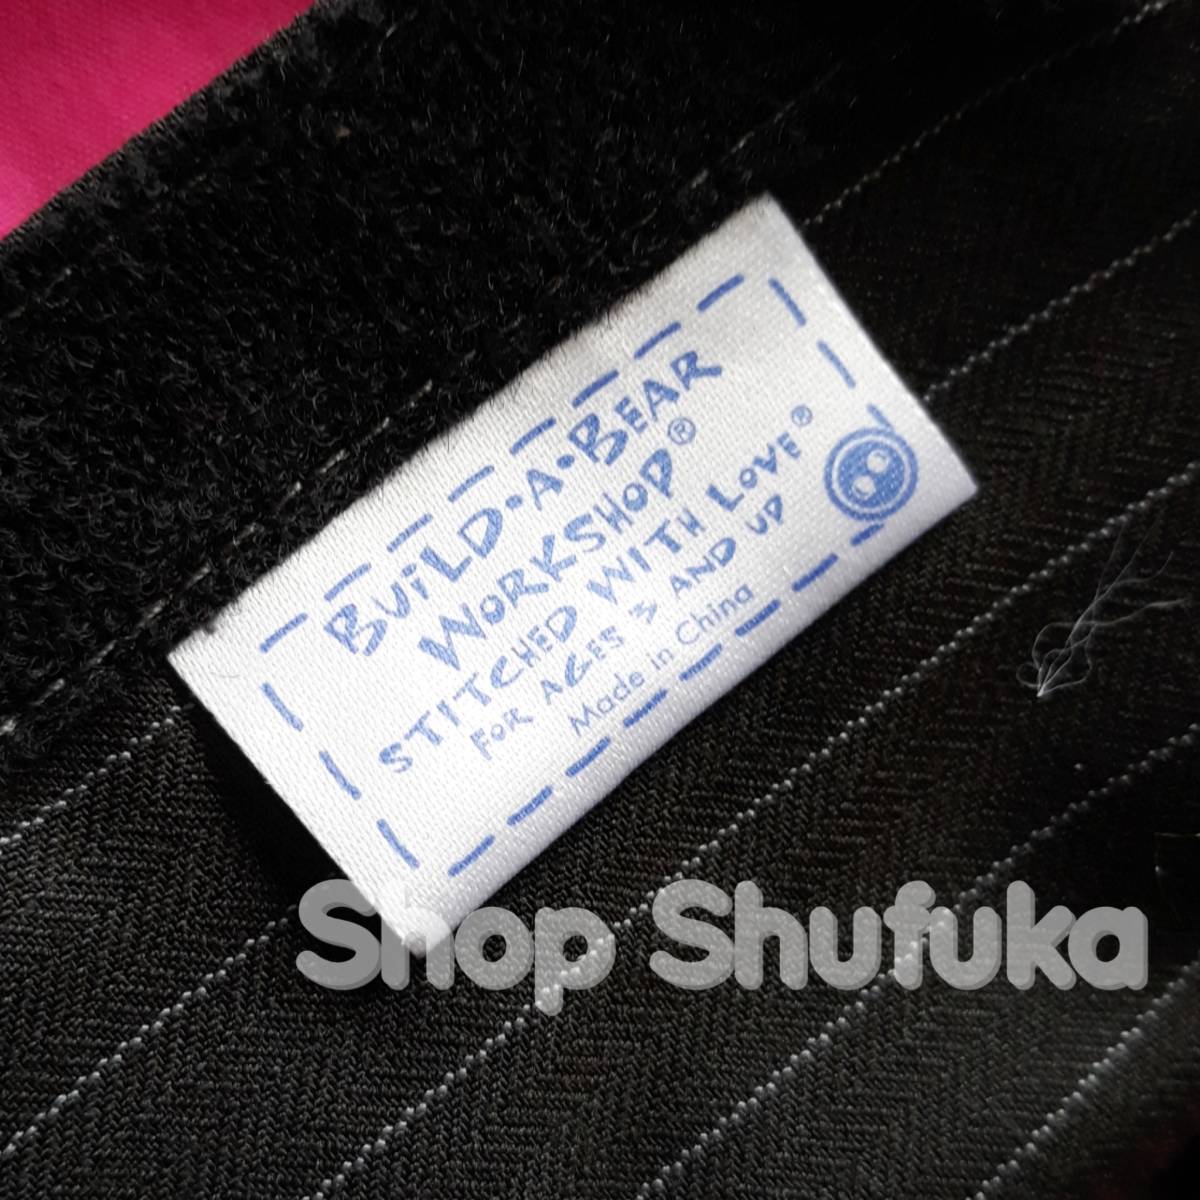 BUiLD•A•BEAR
WORKSHOP®
STITCHED WITH LOVE®
FOR AGES 3 AND UP
Made in China
Shop Shufuka